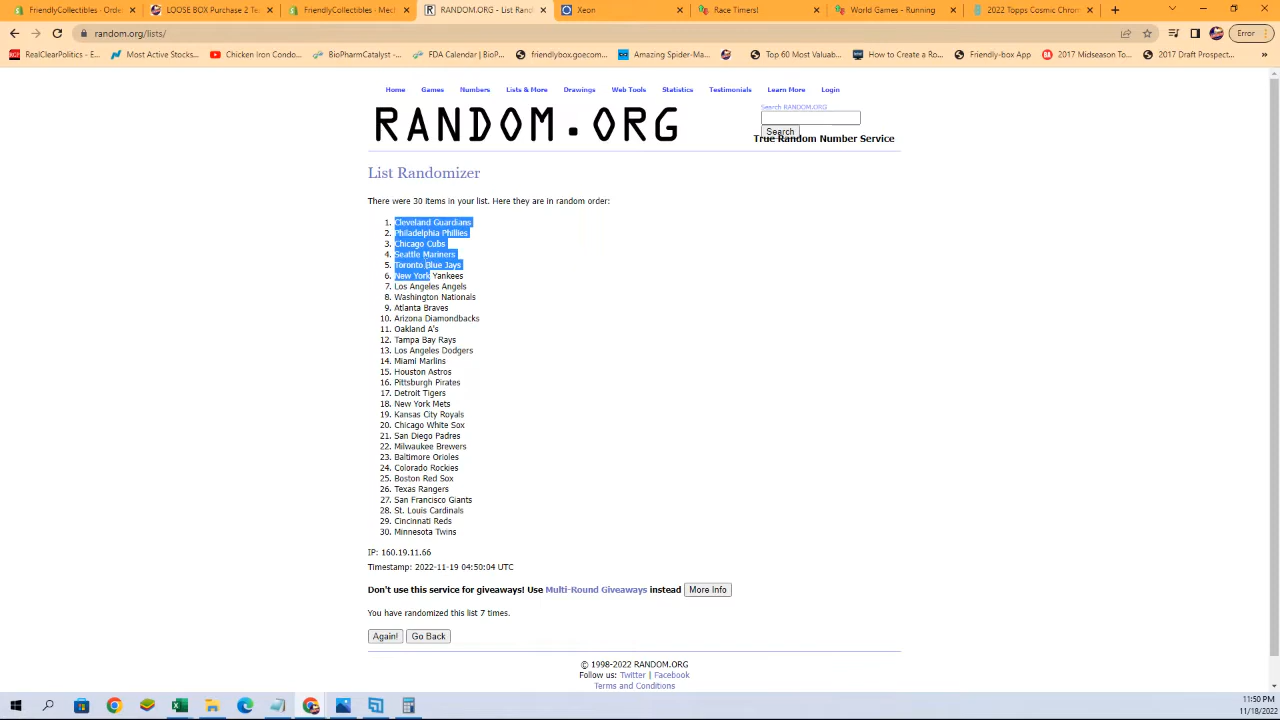 FriendlyCollectibles - Orde
LOOSE BOX Purchase 2 Te
FriendlyCollectibles - Ever
RANDOM.ORG - List Rand
Xeon
Race Timers!
World Games - Running
2022 Topps Cosmic Chrom
random.org/lists/
Error
RealClearPolitics - E...
Most Active Stocks...
Chicken Iron Condo...
BioPharmCatalyst -...
FDA Calendar | BioP...
friendlybox.goecom...
Amazing Spider-Ma...
Top 60 Most Valuab...
How to Create a Ro...
Friendly-box App
2017 Midseason To...
2017 Draft Prospect...
Home Games Numbers Lists & More Drawings Web Tools Statistics Testimonials Learn More Login
Search RANDOM.ORG
RANDOM.ORG
Search
True Random Number Service
List Randomizer
There were 30 items in your list. Here they are in random order:
1. Cleveland Guardians
2. Philadelphia Phillies
3. Chicago Cubs
4. Seattle Mariners
5. Toronto Blue Jays
6. New York Yankees
7. Los Angeles Angels
8. Washington Nationals
9. Atlanta Braves
10. Arizona Diamondbacks
11. Oakland A's
12. Tampa Bay Rays
13. Los Angeles Dodgers
14. Miami Marlins
15. Houston Astros
16. Pittsburgh Pirates
17. Detroit Tigers
18. New York Mets
19. Kansas City Royals
20. Chicago White Sox
21. San Diego Padres
22. Milwaukee Brewers
23. Baltimore Orioles
24. Colorado Rockies
25. Boston Red Sox
26. Texas Rangers
27. San Francisco Giants
28. St. Louis Cardinals
29. Cincinnati Reds
30. Minnesota Twins
IP: 160.19.11.66
Timestamp: 2022-11-19 04:50:04 UTC
Don't use this service for giveaways! Use Multi-Round Giveaways instead More Info
You have randomized this list 7 times.
Again! Go Back
© 1998-2022 RANDOM.ORG
Follow us: Twitter | Facebook
Terms and Conditions
11:50 PM
11/18/2022